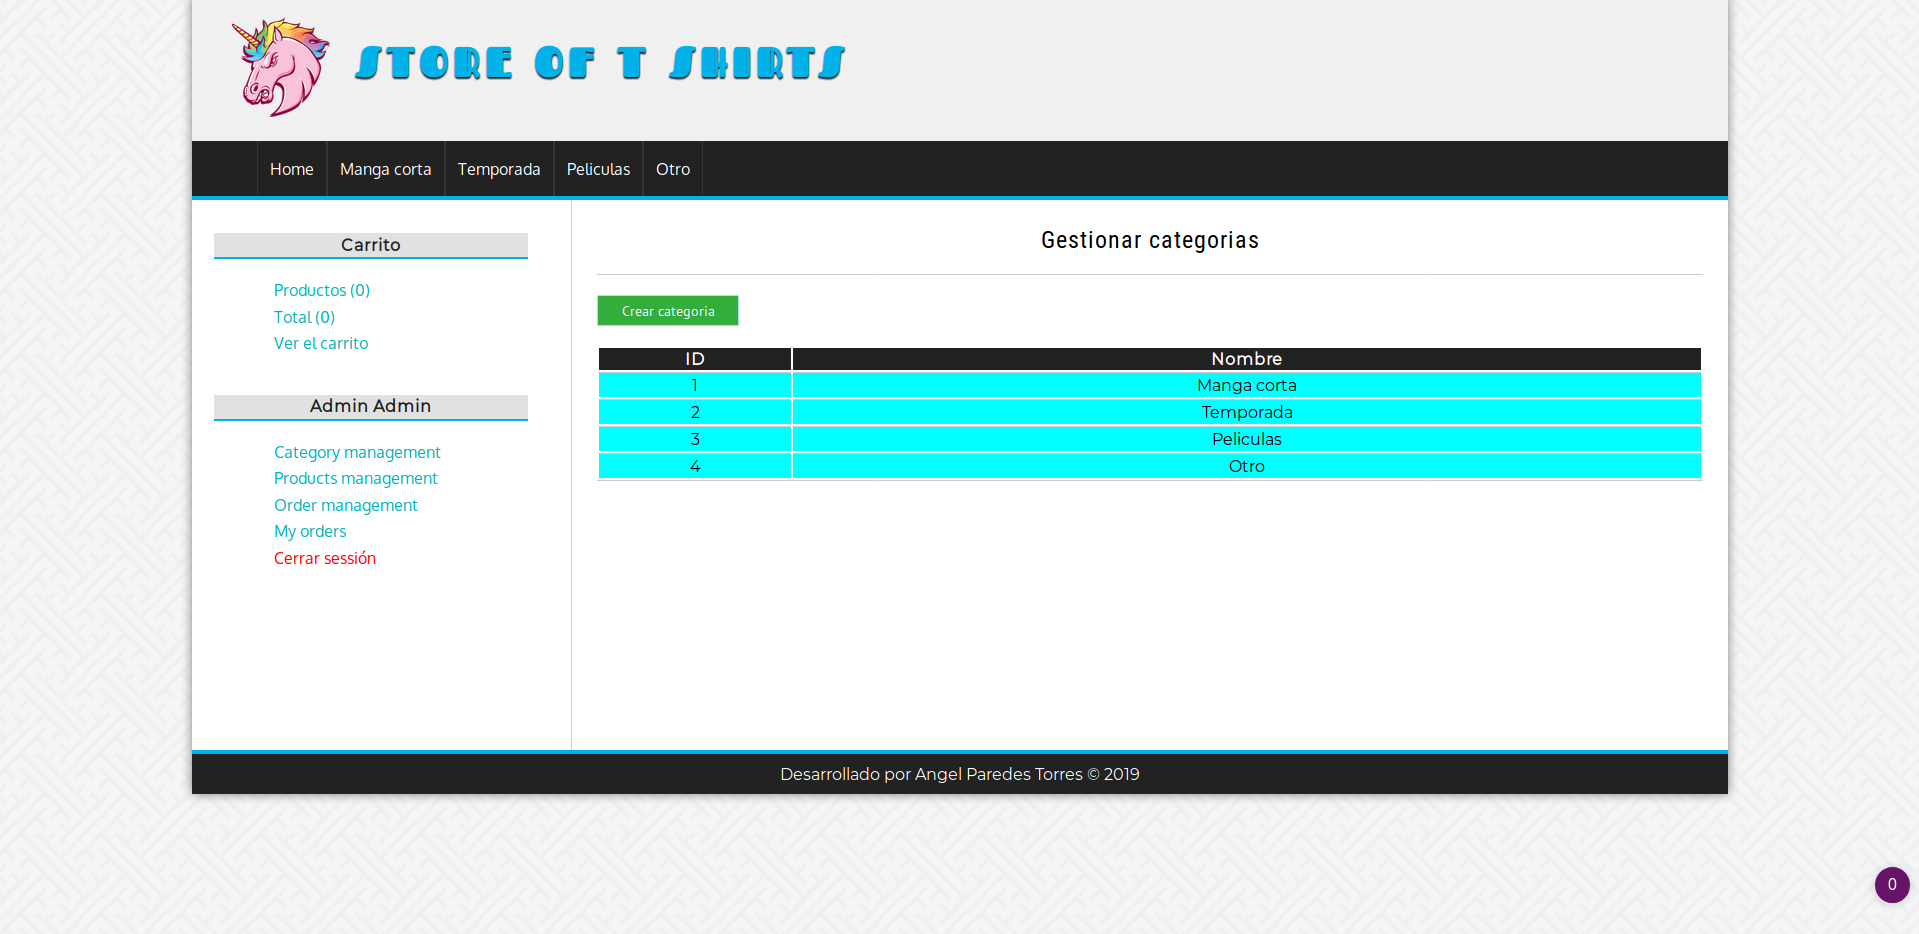 STORE OF T SHIRTS
Home
Manga corta
Temporada
Peliculas
Otro
Carrito
Productos (0)
Total (0)
Ver el carrito
Admin Admin
Category management
Products management
Order management
My orders
Cerrar sessión
Gestionar categorias
Crear categoria
ID Nombre
1 Manga corta
2 Temporada
3 Peliculas
4 Otro
Desarrollado por Angel Paredes Torres © 2019
0